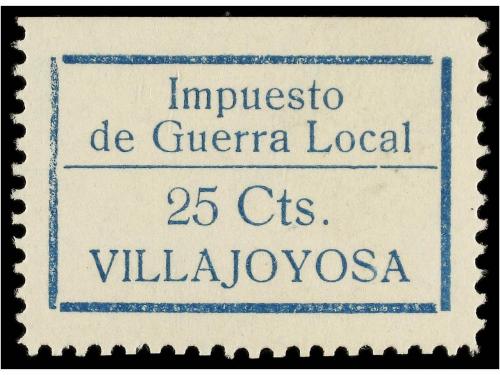 Impuesto
de Guerra Local
25 Cts.
VILLAJOYOSA